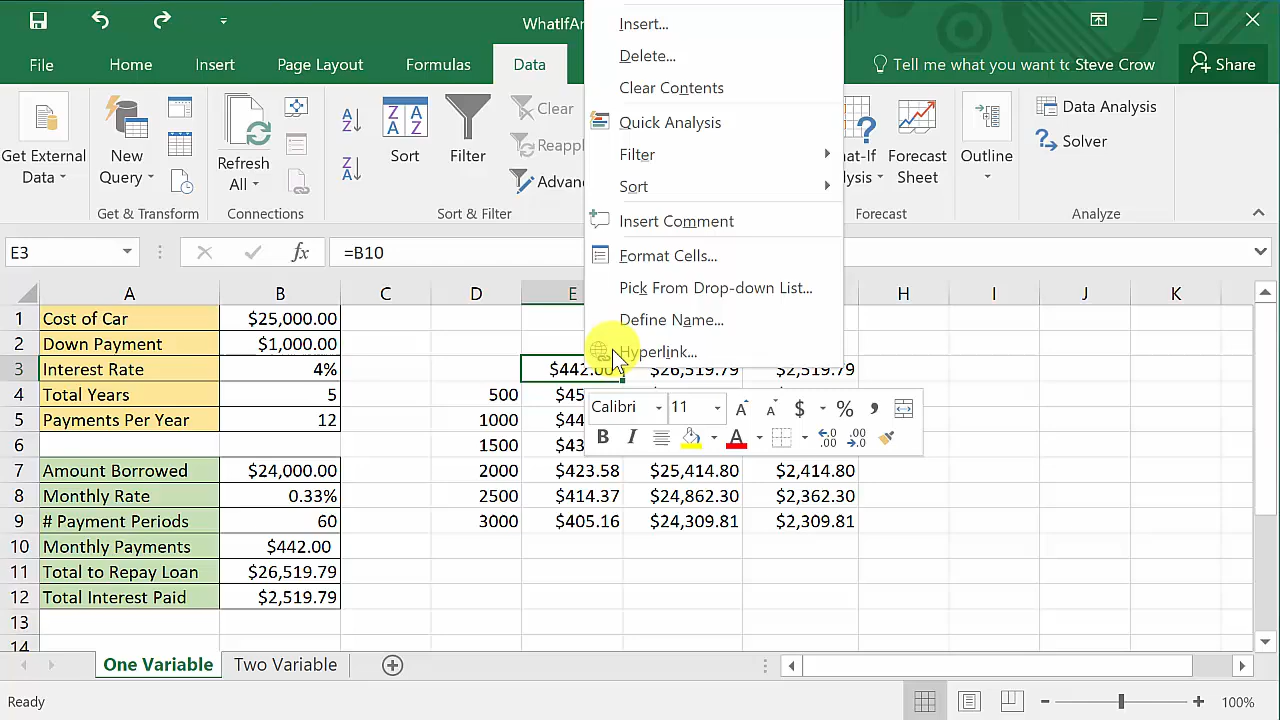 WhatIfAn
File
Home
Insert
Page Layout
Formulas
Data
Tell me what you want to
Steve Crow
Share
Get External
Data
New
Query
Refresh
All
Sort
Filter
Clear
Reappl
Advanc
Forecast
Sheet
Outline
Data Analysis
Solver
Get & Transform
Connections
Sort & Filter
Forecast
Analyze
Insert...
Delete...
Clear Contents
Quick Analysis
Filter
Sort
Insert Comment
Format Cells...
Pick From Drop-down List...
Define Name...
Hyperlink...
E3
fx
=B10
A B C D E H I J K
1 Cost of Car $25,000.00
2 Down Payment $1,000.00
3 Interest Rate 4% $442.00 $26,519.79 $2,519.79
4 Total Years 5 500
5 Payments Per Year 12 1000
6 1500
7 Amount Borrowed $24,000.00 2000 $423.58 $25,414.80 $2,414.80
8 Monthly Rate 0.33% 2500 $414.37 $24,862.30 $2,362.30
9 # Payment Periods 60 3000 $405.16 $24,309.81 $2,309.81
10 Monthly Payments $442.00
11 Total to Repay Loan $26,519.79
12 Total Interest Paid $2,519.79
13
14
Calibri 11 A A $ % ,
B I A
One Variable
Two Variable
Ready
100%